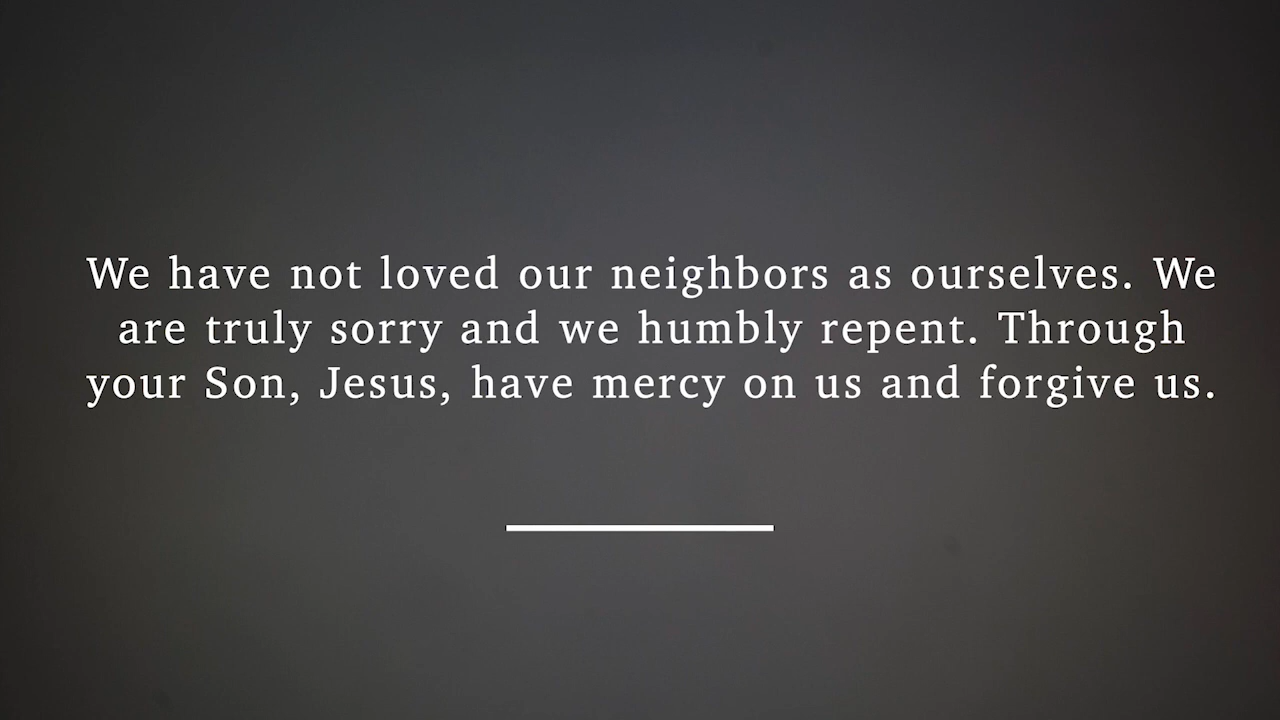 We have not loved our neighbors as ourselves. We
are truly sorry and we humbly repent. Through
your Son, Jesus, have mercy on us and forgive us.